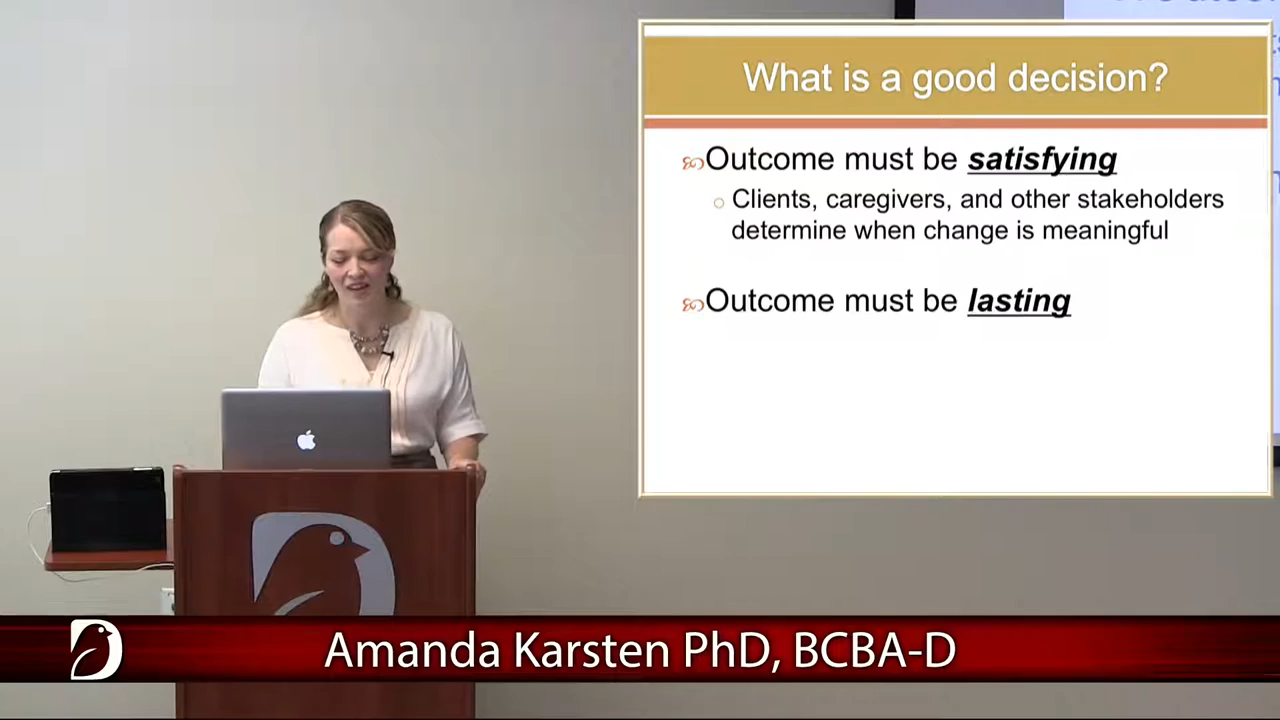 What is a good decision?
Outcome must be satisfying
Clients, caregivers, and other stakeholders
determine when change is meaningful
Outcome must be lasting
Amanda Karsten PhD, BCBA-D